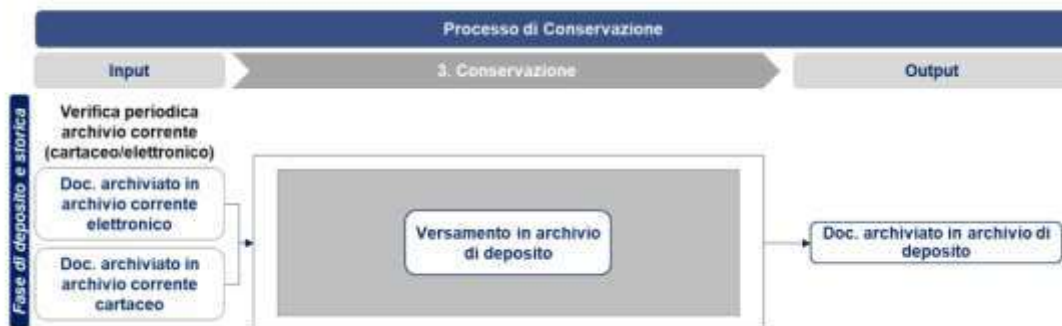 Processo di Conservazione
Input
3. Conservazione
Output
Fase di deposito e storica
Verifica periodica
archivio corrente
(cartaceo/elettronico)
Doc. archiviato in
archivio corrente
elettronico
Doc. archiviato in
archivio corrente
cartaceo
Versamento in archivio
di deposito
Doc. archiviato in archivio di
deposito